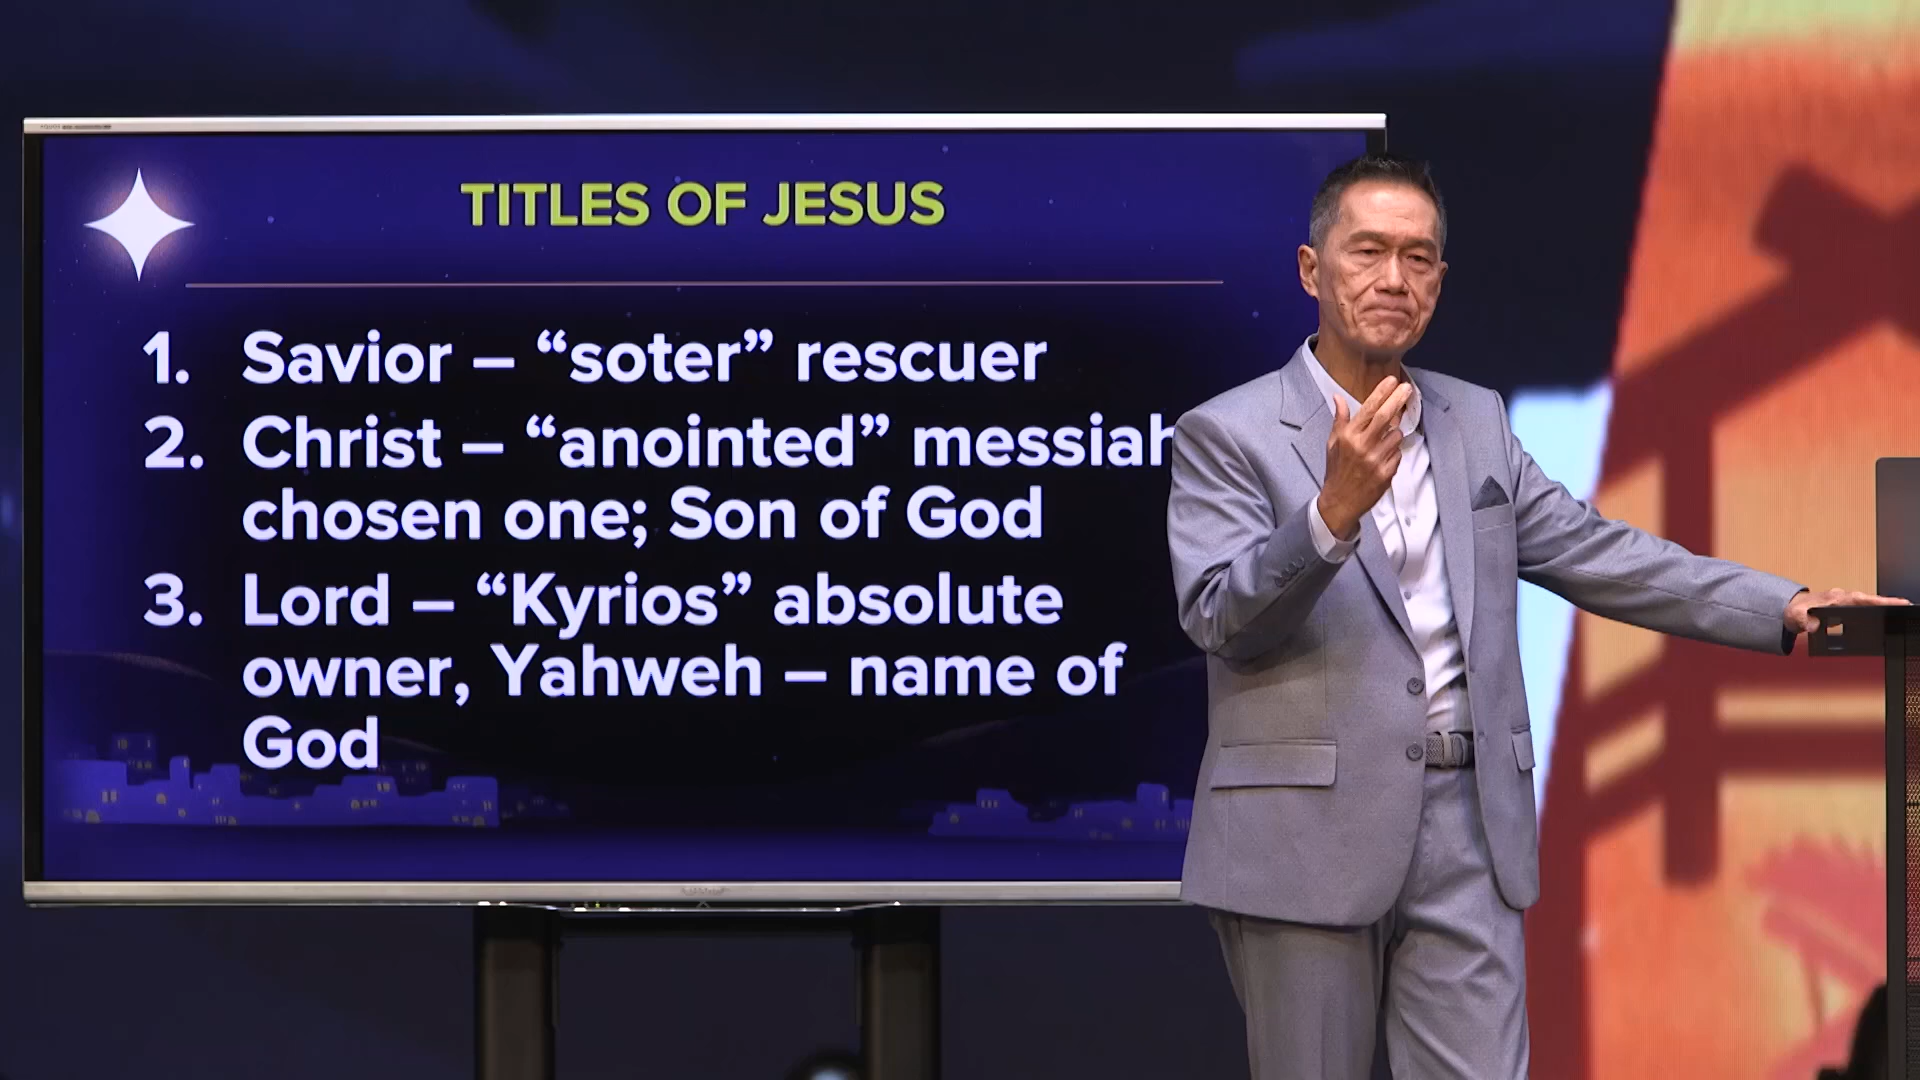 TITLES OF JESUS
1. Savior – “soter” rescuer
2. Christ – “anointed” messiah
chosen one; Son of God
3. Lord – “Kyrios” absolute
owner, Yahweh – name of
God